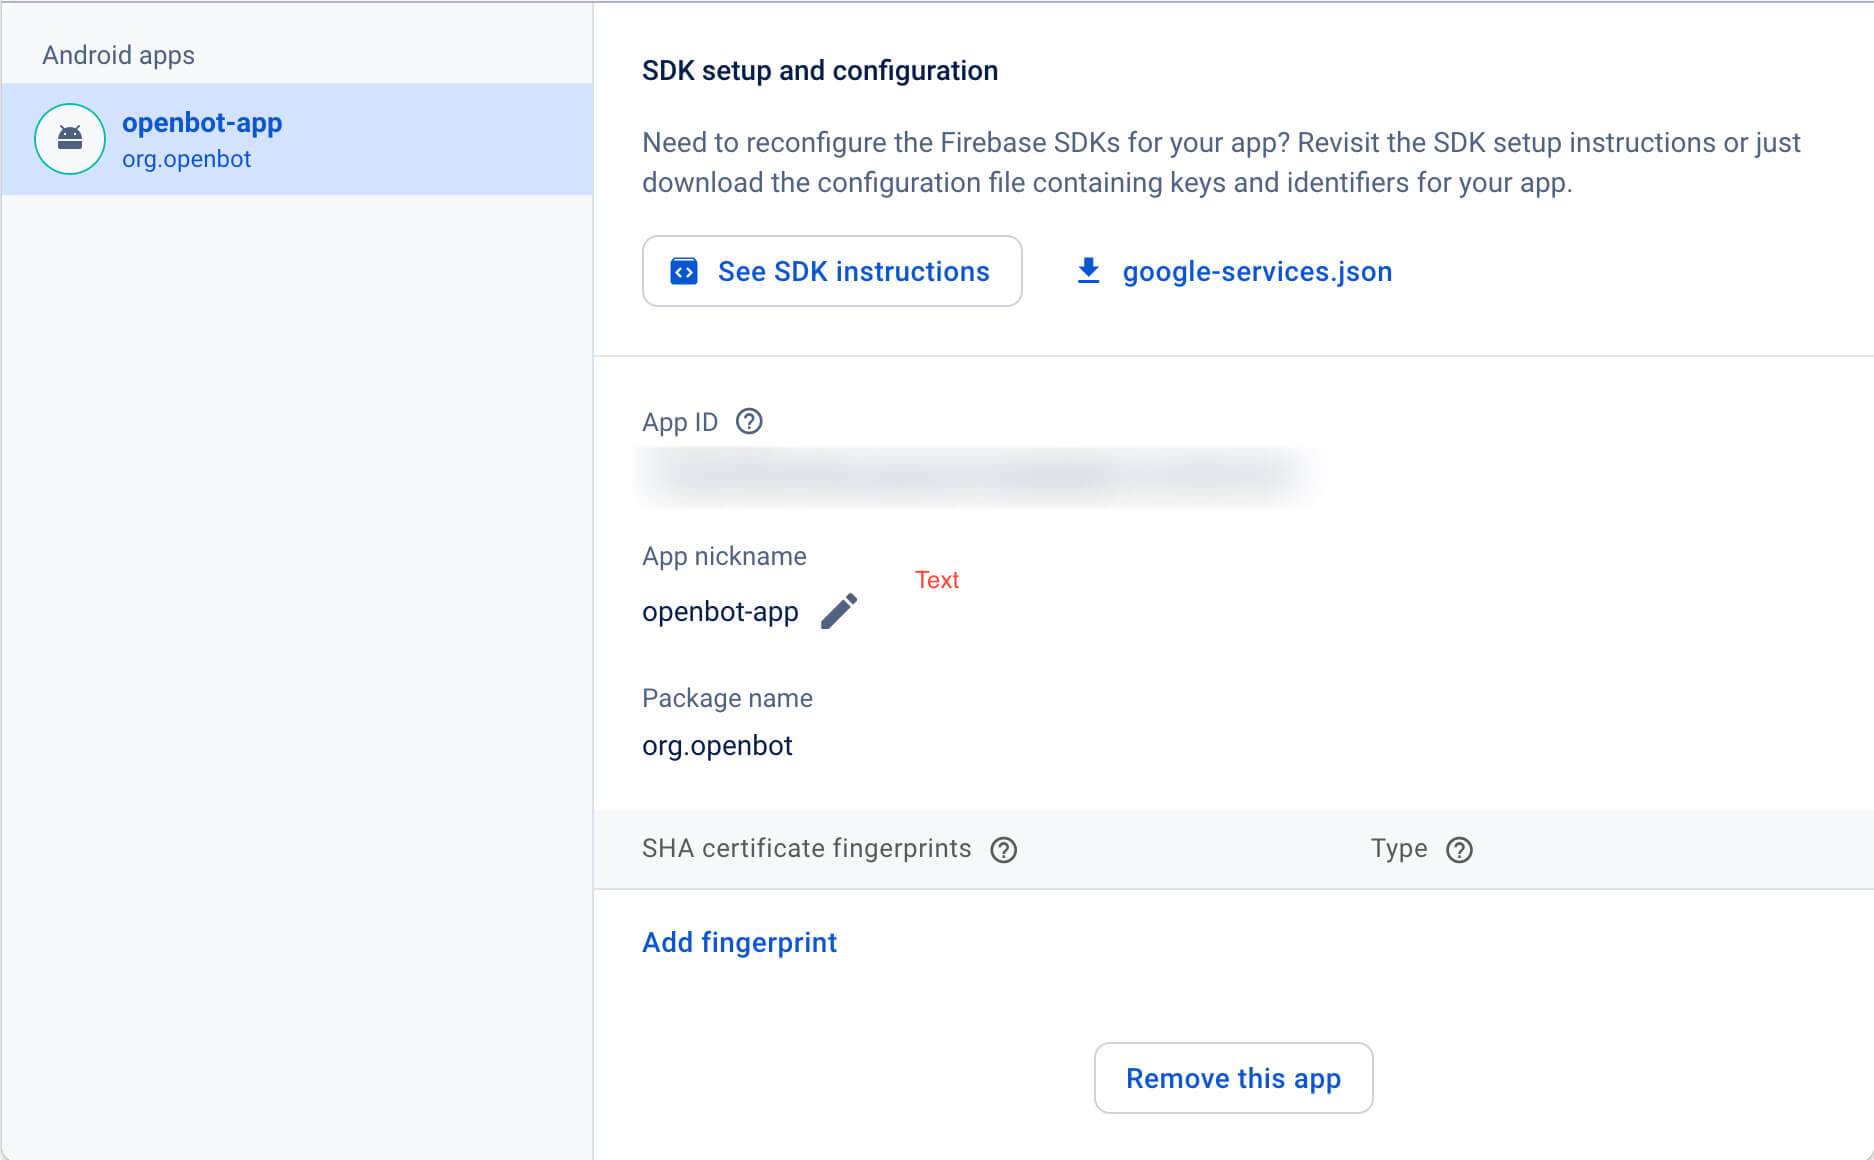 Android apps
openbot-app
org.openbot
SDK setup and configuration
Need to reconfigure the Firebase SDKs for your app? Revisit the SDK setup instructions or just
download the configuration file containing keys and identifiers for your app.
See SDK instructions
google-services.json
App ID
App nickname
Text
openbot-app
Package name
org.openbot
SHA certificate fingerprints
Type
Add fingerprint
Remove this app